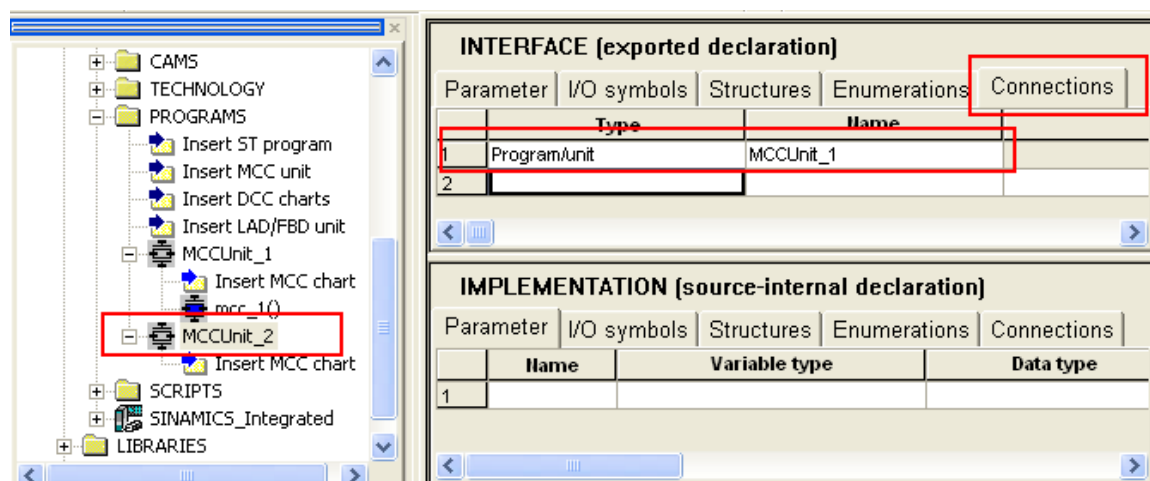 CAMS
TECHNOLOGY
PROGRAMS
Insert ST program
Insert MCC unit
Insert DCC charts
Insert LAD/FBD unit
MCCUnit_1
Insert MCC chart
mcc_1()
MCCUnit_2
Insert MCC chart
SCRIPTS
SINAMICS_Integrated
LIBRARIES
INTERFACE (exported declaration)
Parameter I/O symbols Structures Enumerations Connections
Type Name
1 Program/unit MCCUnit_1
2
IMPLEMENTATION (source-internal declaration)
Parameter I/O symbols Structures Enumerations Connections
Name Variable type Data type
1